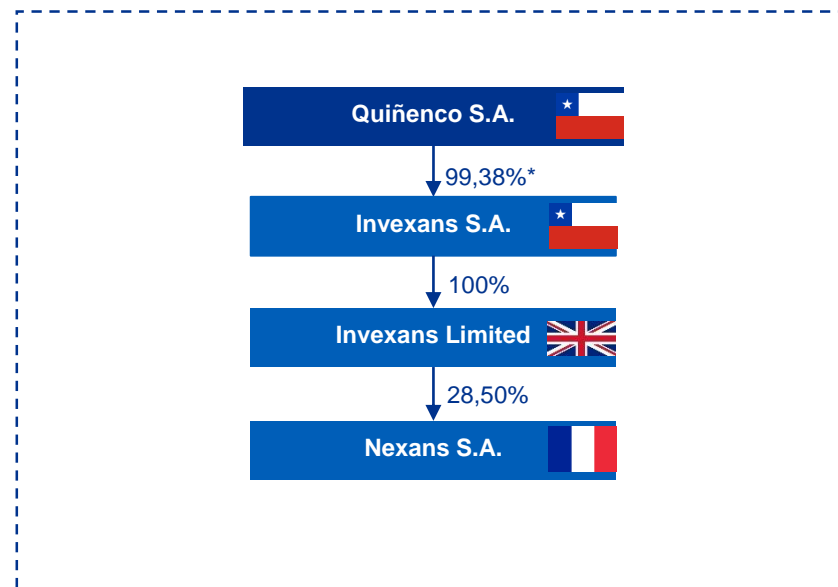 Quiñenco S.A.
99,38%*
Invexans S.A.
100%
Invexans Limited
28,50%
Nexans S.A.